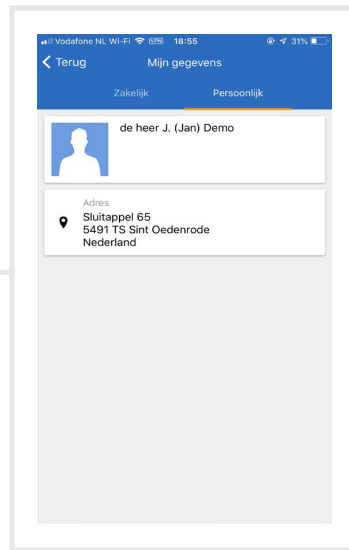 Vodafone NL Wi-Fi VPN 18:55 31%
Terug Mijn gegevens
Zakelijk Persoonlijk
de heer J. (Jan) Demo
Adres
Sluitappel 65
5491 TS Sint Oedenrode
Nederland